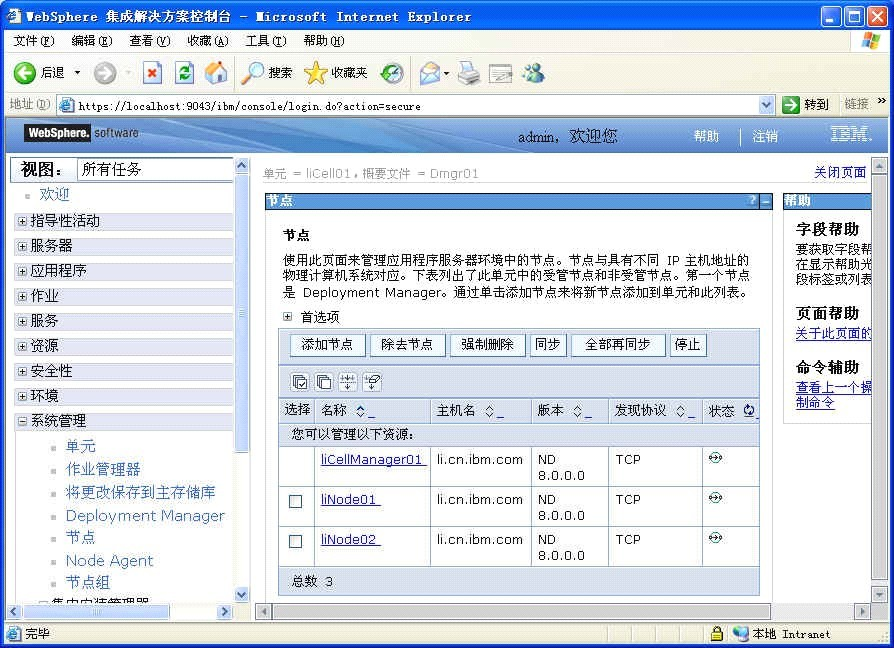 WebSphere 集成解决方案控制台 - Microsoft Internet Explorer
文件(F) 编辑(E) 查看(V) 收藏(A) 工具(T) 帮助(H)
后退 搜索 收藏夹
地址(D) https://localhost:9043/ibm/console/login.do?action=secure 转到 链接 »
WebSphere. software admin，欢迎您 帮助 注销 IBM.
视图： 所有任务
欢迎
指导性活动
服务器
应用程序
作业
服务
资源
安全性
环境
系统管理
单元
作业管理器
将更改保存到主存储库
Deployment Manager
节点
Node Agent
节点组
集中安装管理器
单元 = liCell01，概要文件 = Dmgr01 关闭页面
节点 ? -
节点
使用此页面来管理应用程序服务器环境中的节点。节点与具有不同 IP 主机地址的
物理计算机系统对应。下表列出了此单元中的受管节点和非受管节点。第一个节点
是 Deployment Manager。通过单击添加节点来将新节点添加到单元和此列表。
首选项
添加节点 除去节点 强制删除 同步 全部再同步 停止
选择 名称 主机名 版本 发现协议 状态
您可以管理以下资源：
liCellManager01 li.cn.ibm.com ND 8.0.0.0 TCP
liNode01 li.cn.ibm.com ND 8.0.0.0 TCP
liNode02 li.cn.ibm.com ND 8.0.0.0 TCP
总数 3
帮助
字段帮助
要获取字段帮
在显示帮助光
段标签或列表
页面帮助
关于此页面的
命令辅助
查看上一个操
制命令
完毕 本地 Intranet